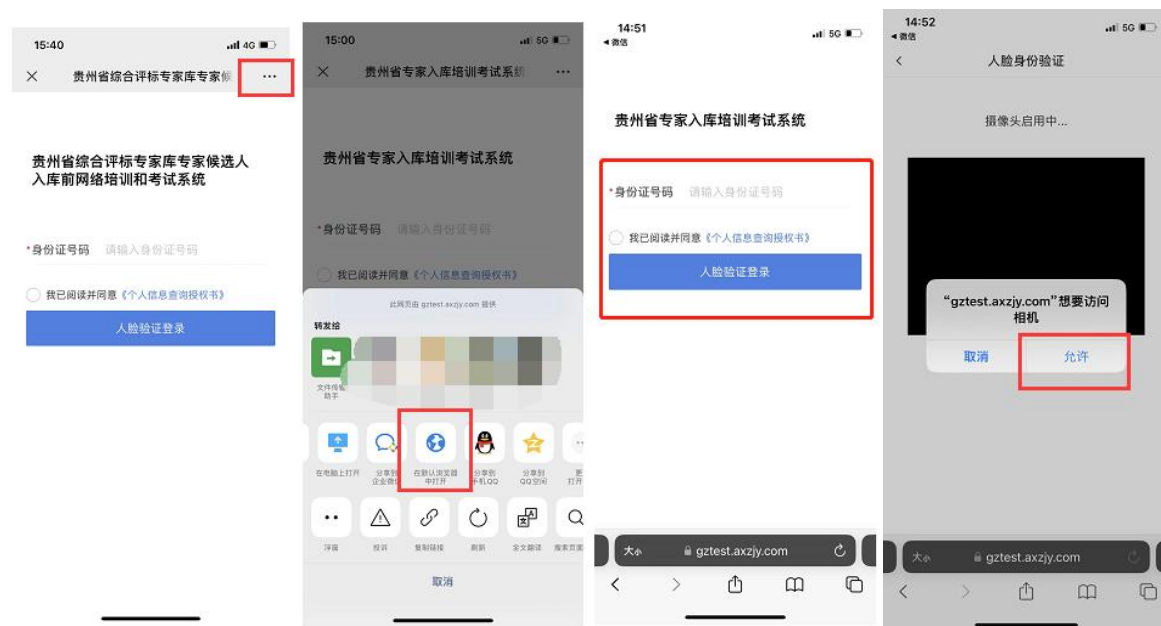 15:40
4G
贵州省综合评标专家库专家候
贵州省综合评标专家库专家候选人
入库前网络培训和考试系统
*身份证号码 请输入身份证号码
我已阅读并同意《个人信息查询授权书》
人脸验证登录
15:00
5G
贵州省专家入库培训考试系统
贵州省专家入库培训考试系统
*身份证号码 请输入身份证号码
我已阅读并同意《个人信息查询授权书》
此网页由 gztest.axzjy.com 提供
转发给
文件传输
助手
在电脑上打开
分享到
企业微信
在默认浏览器
中打开
分享到
手机QQ
分享到
QQ空间
更
打开
浮窗
投诉
复制链接
刷新
全文翻译
搜索页面
取消
14:51
5G
微信
贵州省专家入库培训考试系统
*身份证号码 请输入身份证号码
我已阅读并同意《个人信息查询授权书》
人脸验证登录
大小
gztest.axzjy.com
14:52
5G
微信
人脸身份验证
摄像头启用中...
“gztest.axzjy.com”想要访问
相机
取消
允许
大小
gztest.axzjy.com